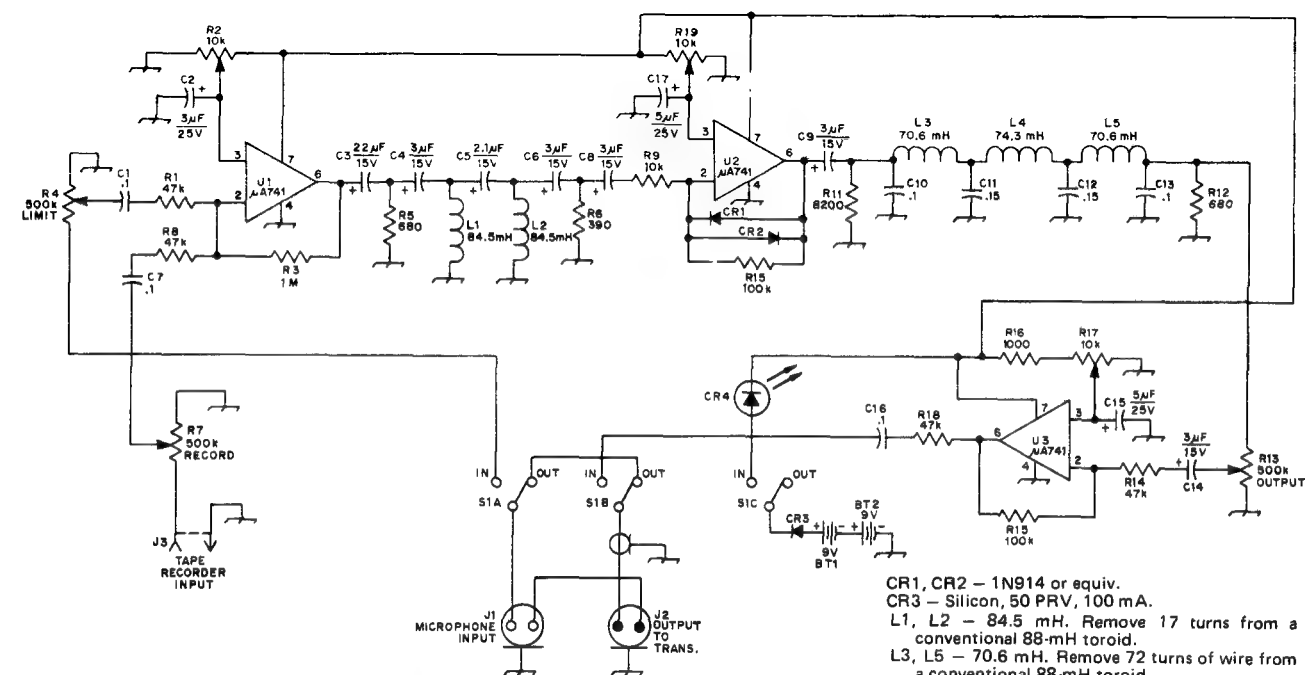 R2
10k
R19
10k
C2
+
3µF
25V
C17
+
5µF
25V
3
7
U1
µA741
6
2
4
C3
22µF
15V
+
C4
3µF
15V
+
C5
2.1µF
15V
+
C6
3µF
15V
+
C8
3µF
15V
+
R9
10k
3
7
U2
µA741
6
2
4
C9
3µF
15V
+
L3
70.6 mH
L4
74.3 mH
L5
70.6 mH
R4
500k
LIMIT
C1
.1
R1
47k
R8
47k
C7
.1
R3
1M
R5
680
L1
84.5mH
L2
84.5mH
R6
390
CR1
CR2
R15
100k
R11
8200
C10
.1
C11
.15
C12
.15
C13
.1
R12
680
R16
1000
R17
10k
CR4
C16
.1
R18
47k
7
3
6
U3
µA741
4
2
C15
5µF
25V
+
3µF
15V
+
C14
R14
47k
R13
500k
OUTPUT
R15
100k
R7
500k
RECORD
IN
OUT
S1A
IN
OUT
S1B
IN
OUT
S1C
CR3
+
-
9V
BT1
BT2
9V
+
-
J3
TAPE
RECORDER
INPUT
J1
MICROPHONE
INPUT
J2
OUTPUT
TO
TRANS.
CR1, CR2 – 1N914 or equiv.
CR3 – Silicon, 50 PRV, 100 mA.
L1, L2 – 84.5 mH. Remove 17 turns from a
conventional 88-mH toroid.
L3, L5 – 70.6 mH. Remove 72 turns of wire from
a conventional 88-mH toroid.